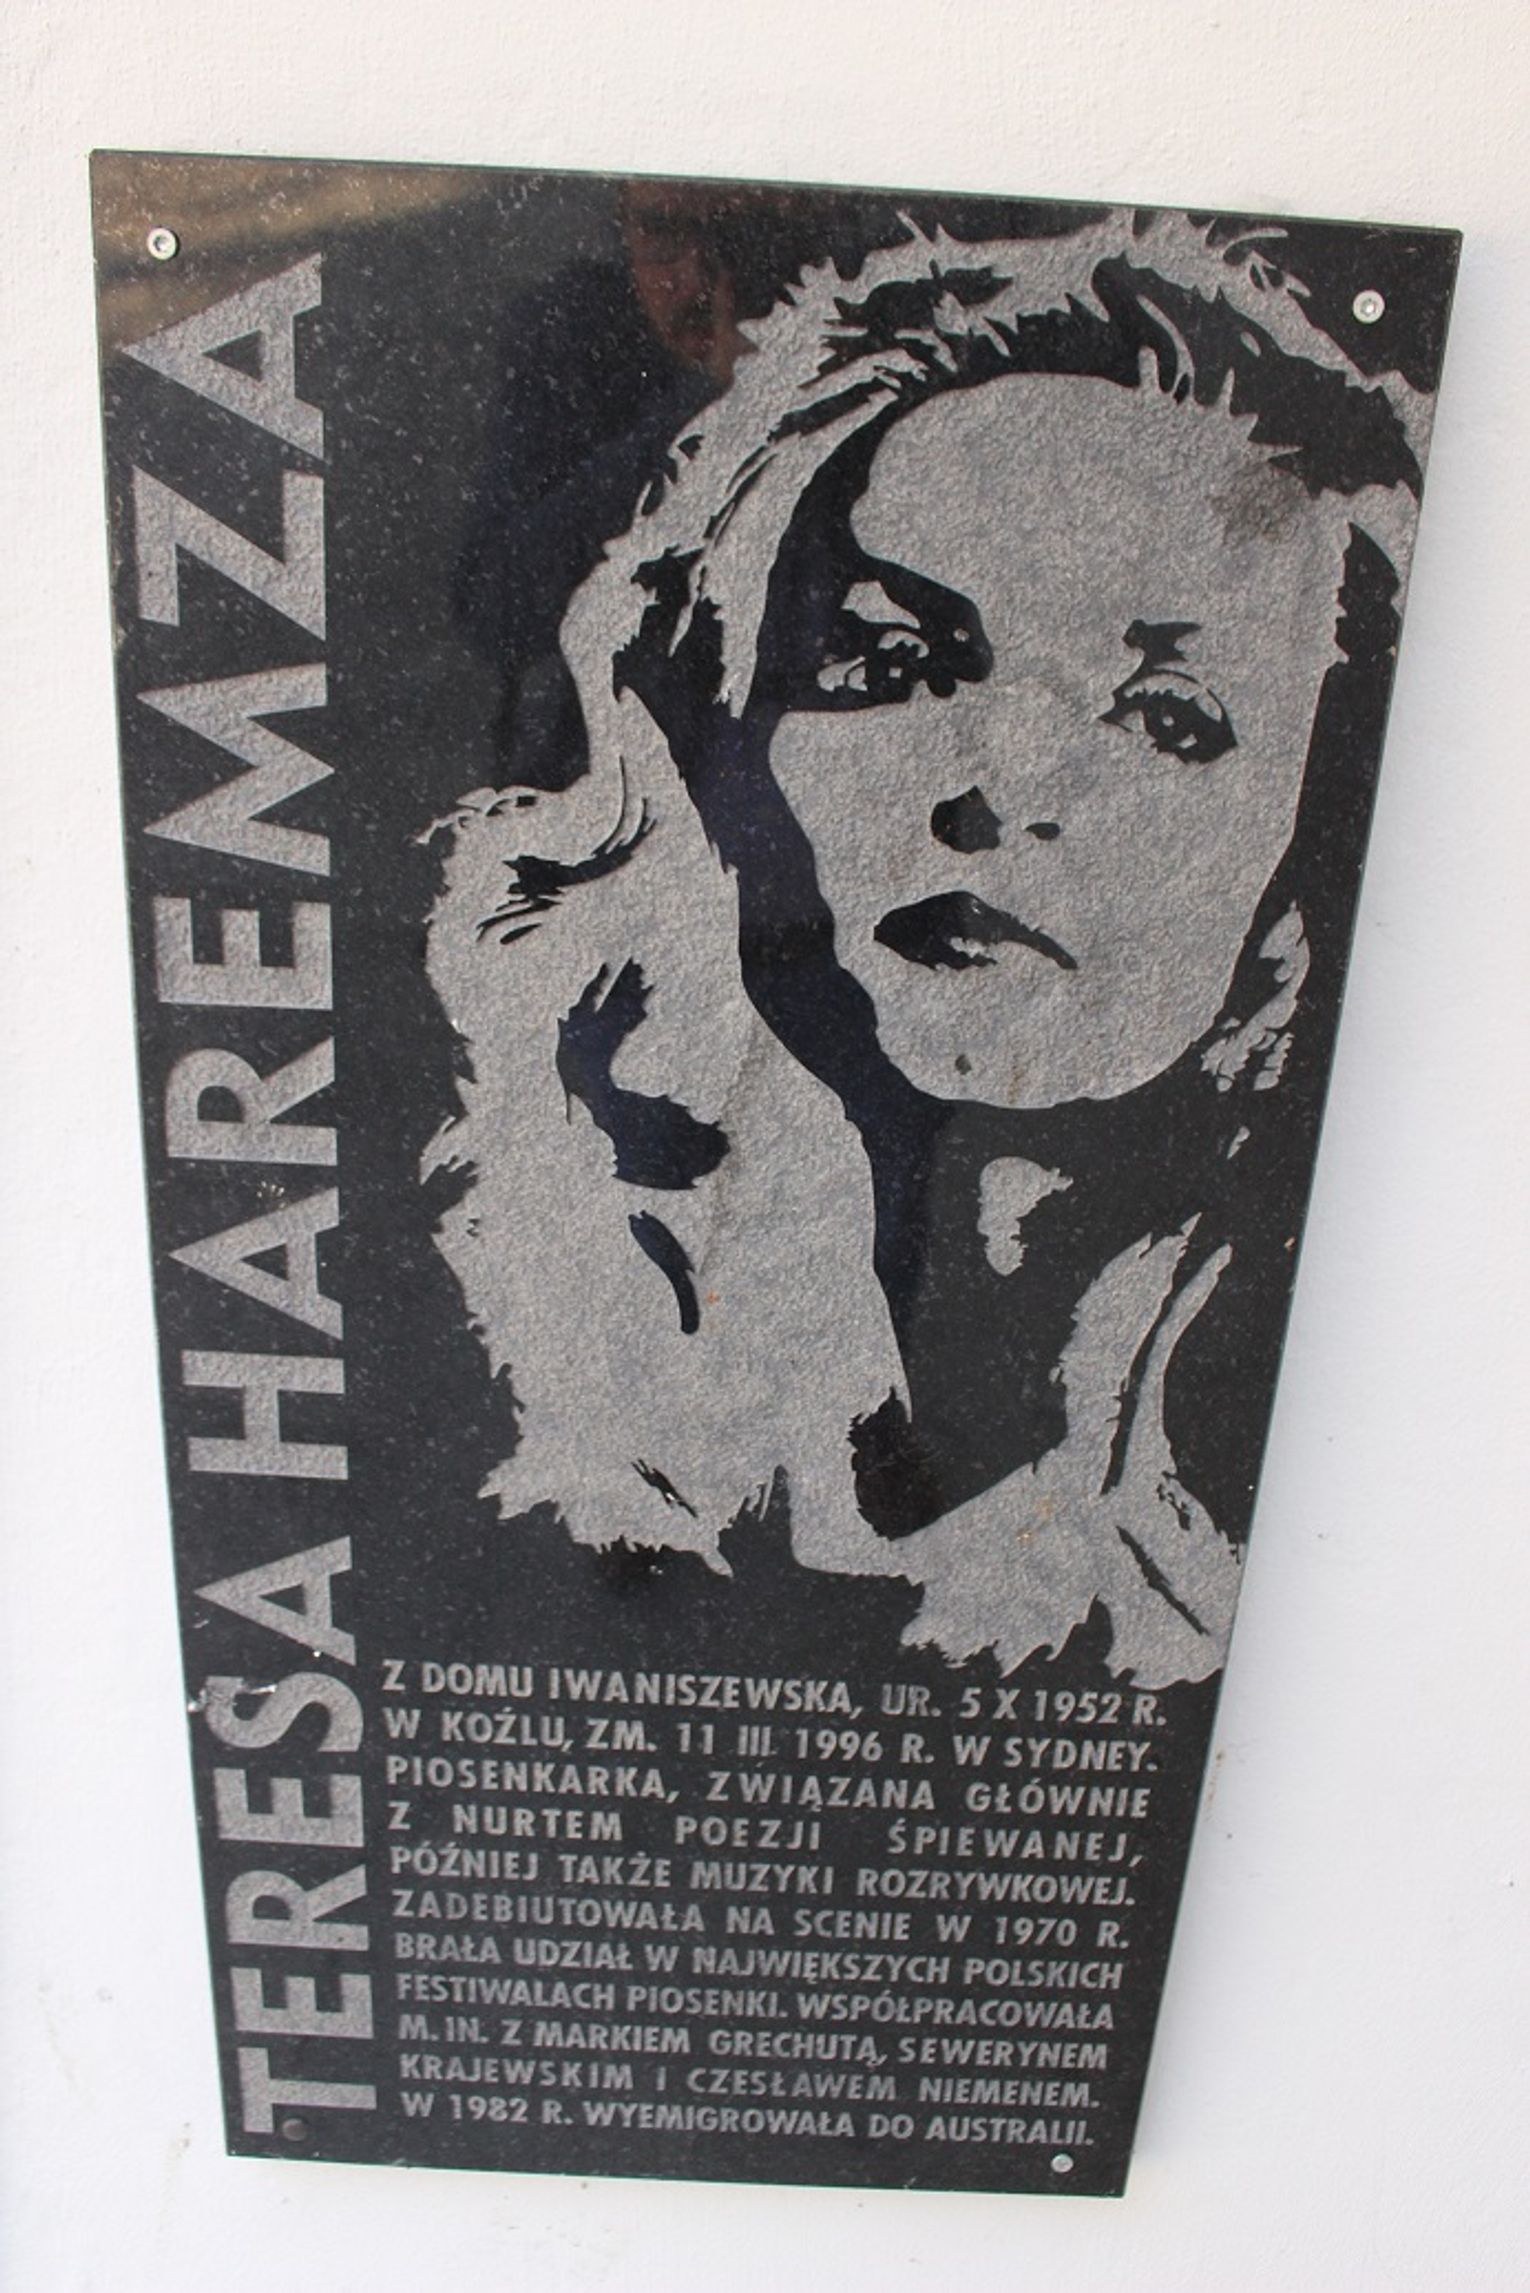 TERESA HAREMZA
Z DOMU IWANISZEWSKA, UR. 5 X 1952 R.
W KOŹLU, ZM. 11 III 1996 R. W SYDNEY.
PIOSENKARKA, ZWIĄZANA GŁÓWNIE
Z NURTEM POEZJI ŚPIEWANEJ,
PÓŹNIEJ TAKŻE MUZYKI ROZRYWKOWEJ.
ZADEBIUTOWAŁA NA SCENIE W 1970 R.
BRAŁA UDZIAŁ W NAJWIĘKSZYCH POLSKICH
FESTIWALACH PIOSENKI. WSPÓŁPRACOWAŁA
M.IN. Z MARKIEM GRECHUTĄ, SEWERYNEM
KRAJEWSKIM I CZESŁAWEM NIEMENEM.
W 1982 R. WYEMIGROWAŁA DO AUSTRALII.